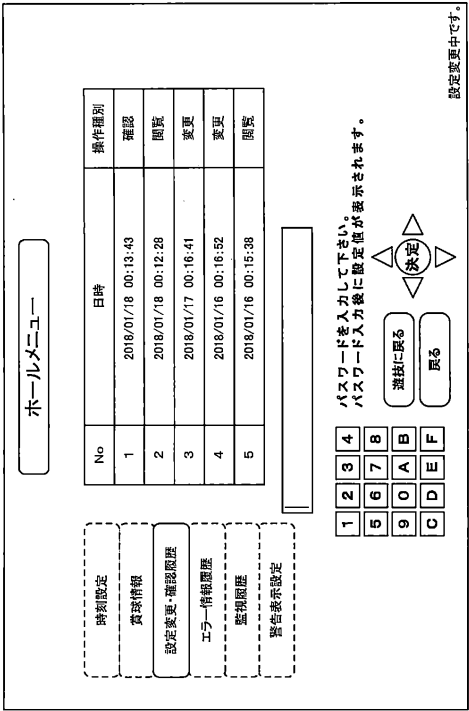 ホールメニュー
時刻設定
賞球情報
設定変更・確認履歴
エラー情報履歴
監視履歴
警告表示設定
No 日時 操作種別
1 2018/01/18 00:13:43 確認
2 2018/01/18 00:12:28 閲覧
3 2018/01/17 00:16:41 変更
4 2018/01/16 00:16:52 変更
5 2018/01/16 00:15:38 閲覧
1 2 3 4
5 6 7 8
9 0 A B
C D E F
パスワードを入力して下さい。
パスワード入力後に設定値が表示されます。
遊技に戻る
戻る
決定
設定変更中です。